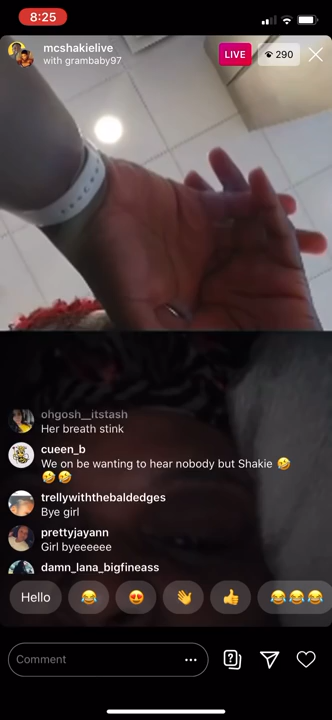 8:25
mcshakielive
with grambaby97
LIVE
290
ohgosh__itstash
Her breath stink
cueen_b
We on be wanting to hear nobody but Shakie 🤣
🤣🤣
trellywiththebaldedges
Bye girl
prettyjayann
Girl byeeeeee
damn_lana_bigfineass
Hello
Comment